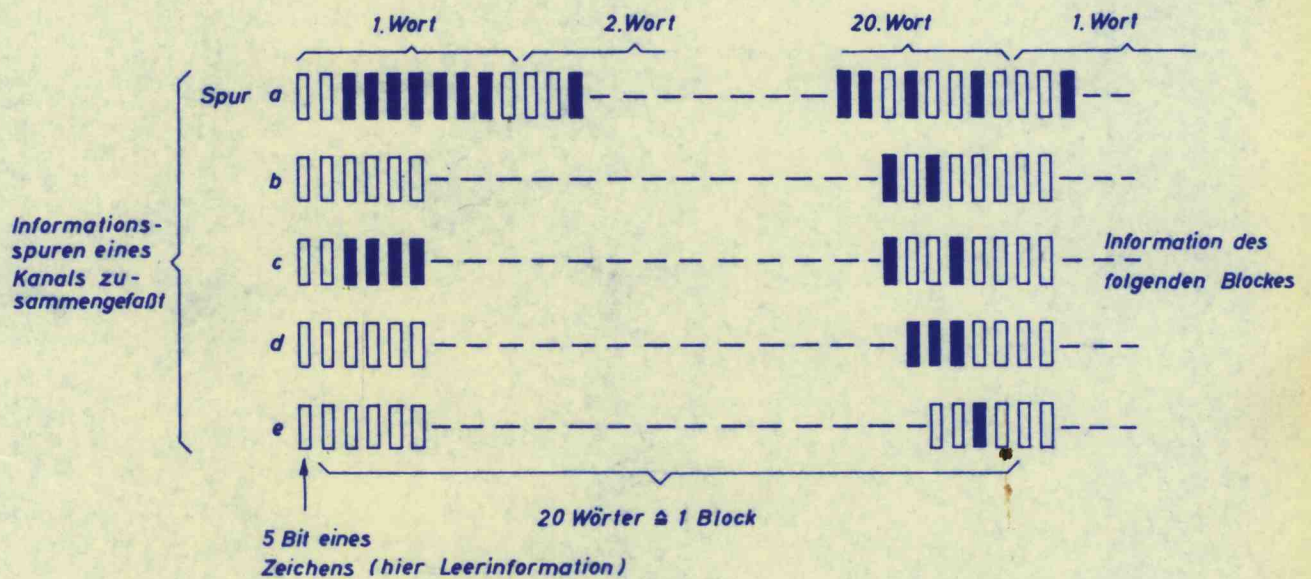 1. Wort 2. Wort 20. Wort 1. Wort
Spur a
b
Informations-
spuren eines
Kanals zu-
sammengefaßt
c
Information des
folgenden Blockes
d
e
20 Wörter ≙ 1 Block
5 Bit eines
Zeichens (hier Leerinformation)